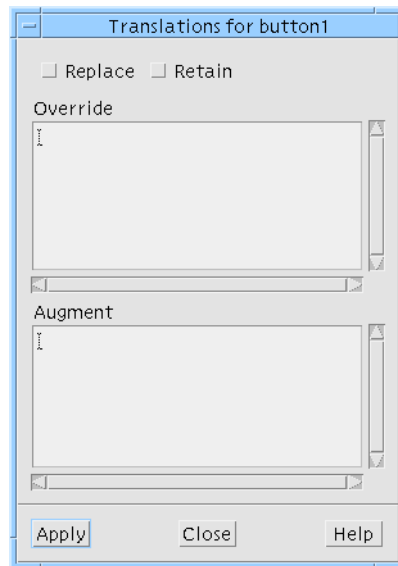 Translations for button1
Replace Retain
Override
Augment
Apply Close Help